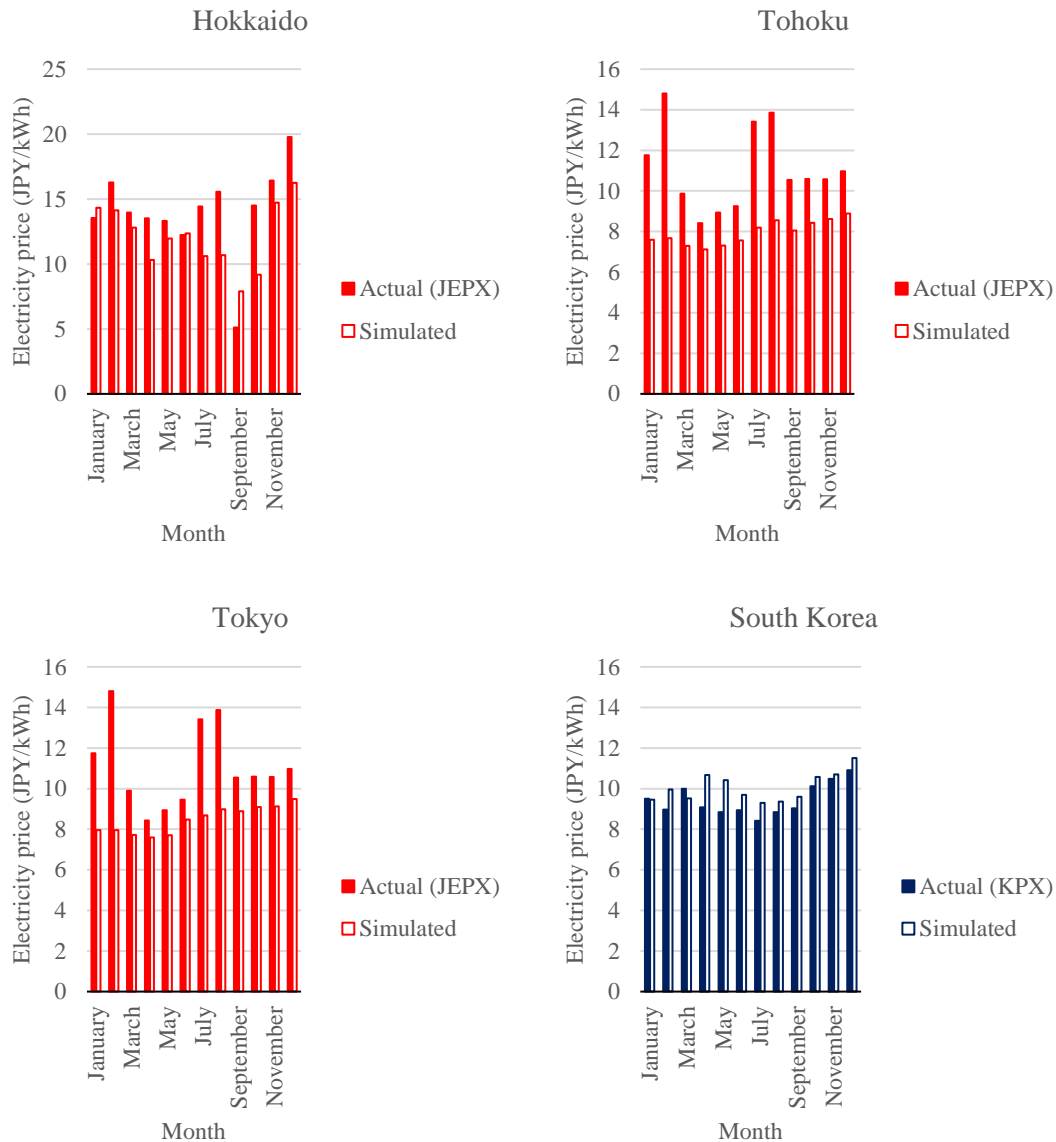 Hokkaido
Electricity price (JPY/kWh)
25
20
15
10
5
0
January
March
May
July
September
November
Month
Actual (JEPX)
Simulated
Tohoku
Electricity price (JPY/kWh)
16
14
12
10
8
6
4
2
0
January
March
May
July
September
November
Month
Actual (JEPX)
Simulated
Tokyo
Electricity price (JPY/kWh)
16
14
12
10
8
6
4
2
0
January
March
May
July
September
November
Month
Actual (JEPX)
Simulated
South Korea
Electricity price (JPY/kWh)
16
14
12
10
8
6
4
2
0
January
March
May
July
September
November
Month
Actual (KPX)
Simulated